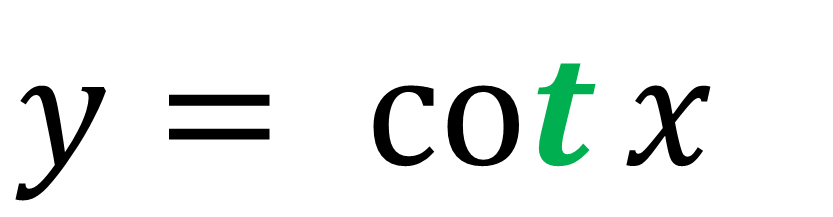 y = cot x